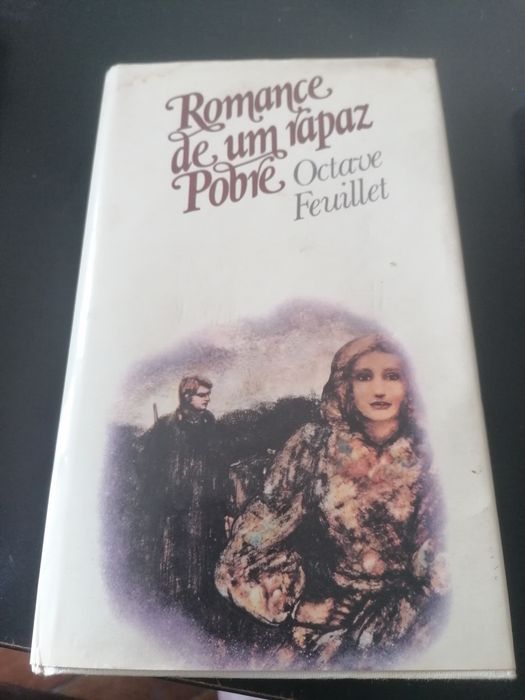 Romance
de um rapaz
Pobre
Octave
Feuillet